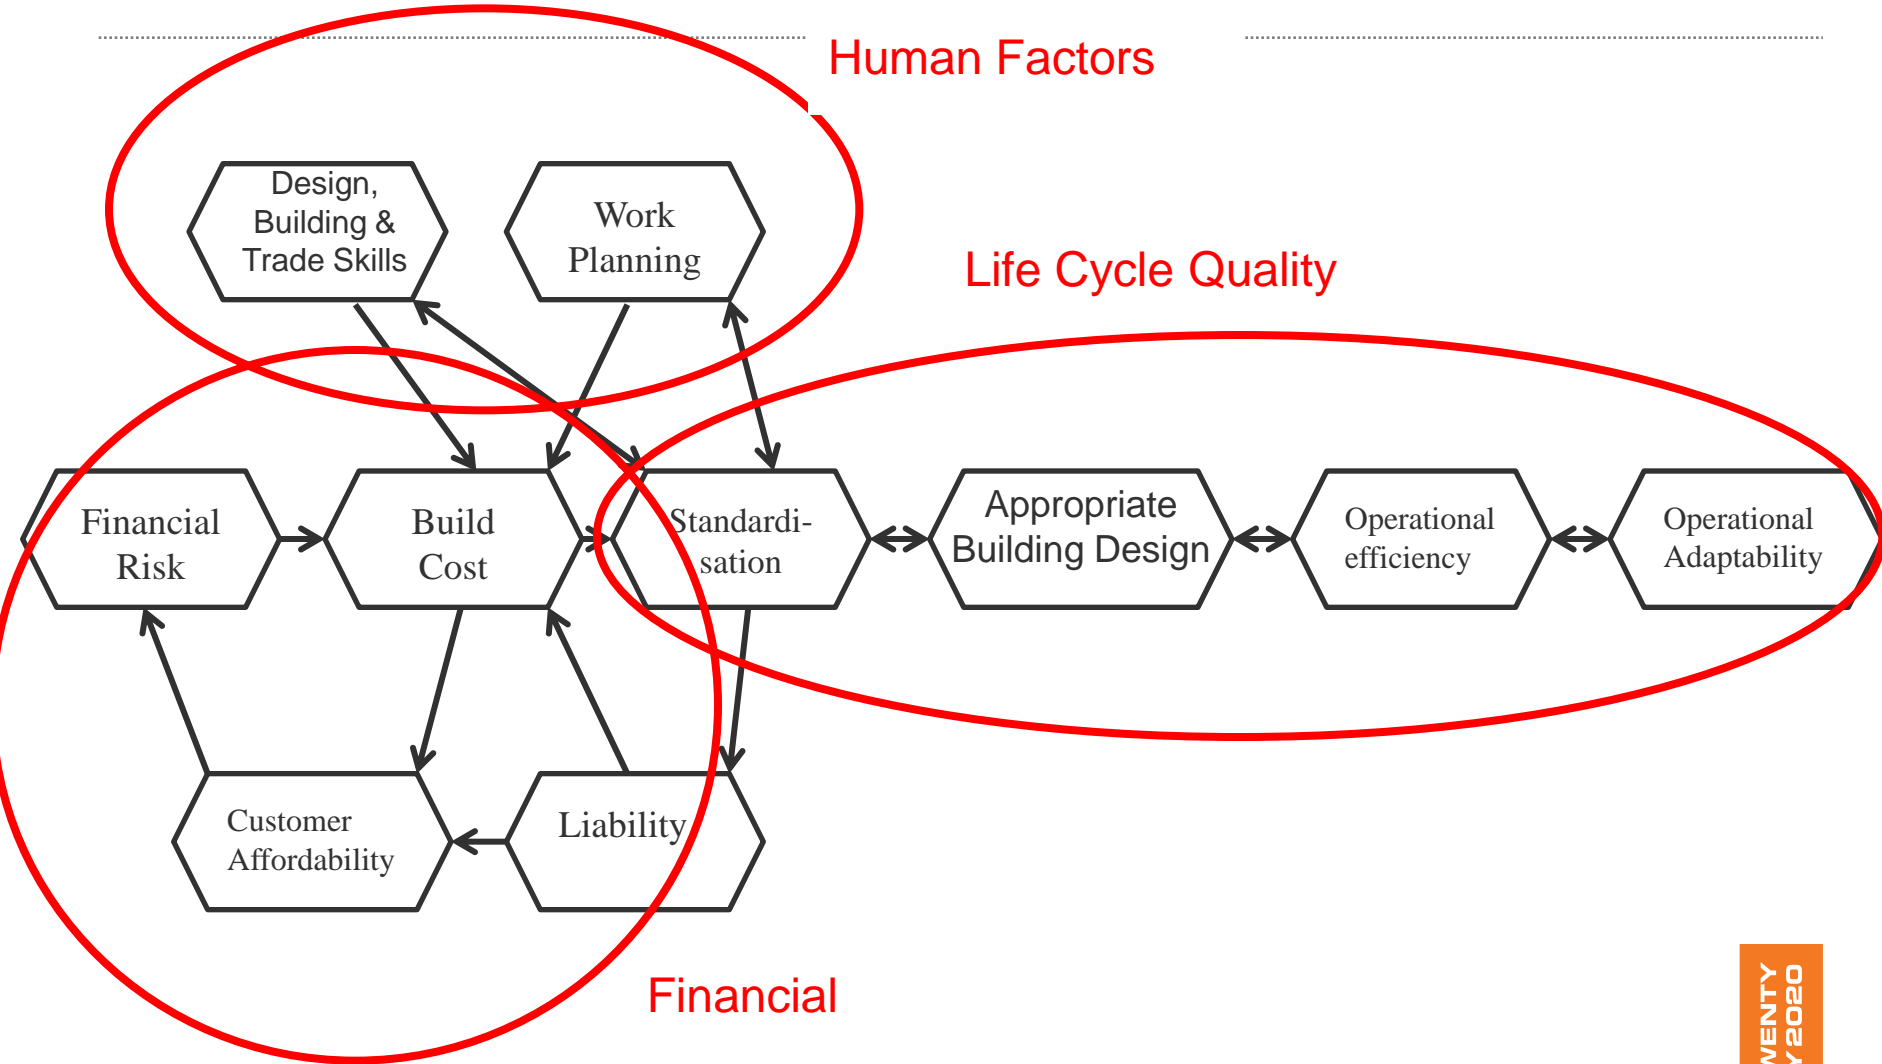 Human Factors
Design,
Building &
Trade Skills
Work
Planning
Life Cycle Quality
Financial
Risk
Build
Cost
Standardi-
sation
Appropriate
Building Design
Operational
efficiency
Operational
Adaptability
Customer
Affordability
Liability
Financial